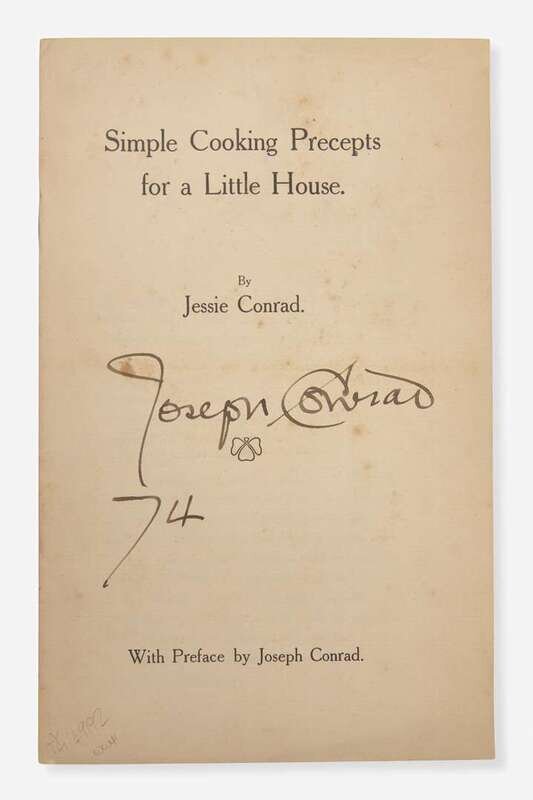 Simple Cooking Precepts
for a Little House.
By
Jessie Conrad.
Joseph Conrad
74
With Preface by Joseph Conrad.